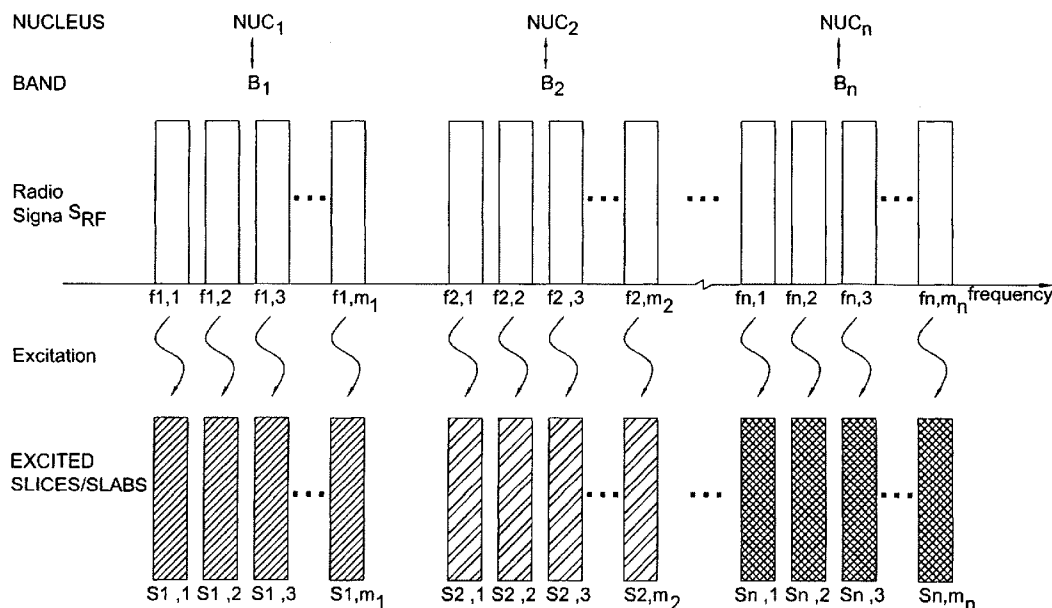 NUCLEUS NUC1 NUC2 NUCn
BAND B1 B2 Bn
Radio
Signa SRF
f1,1 f1,2 f1,3 f1,m1 f2,1 f2,2 f2,3 f2,m2 fn,1 fn,2 fn,3 fn,mn frequency
Excitation
EXCITED
SLICES/SLABS
S1,1 S1,2 S1,3 S1,m1 S2,1 S2,2 S2,3 S2,m2 Sn,1 Sn,2 Sn,3 Sn,mn